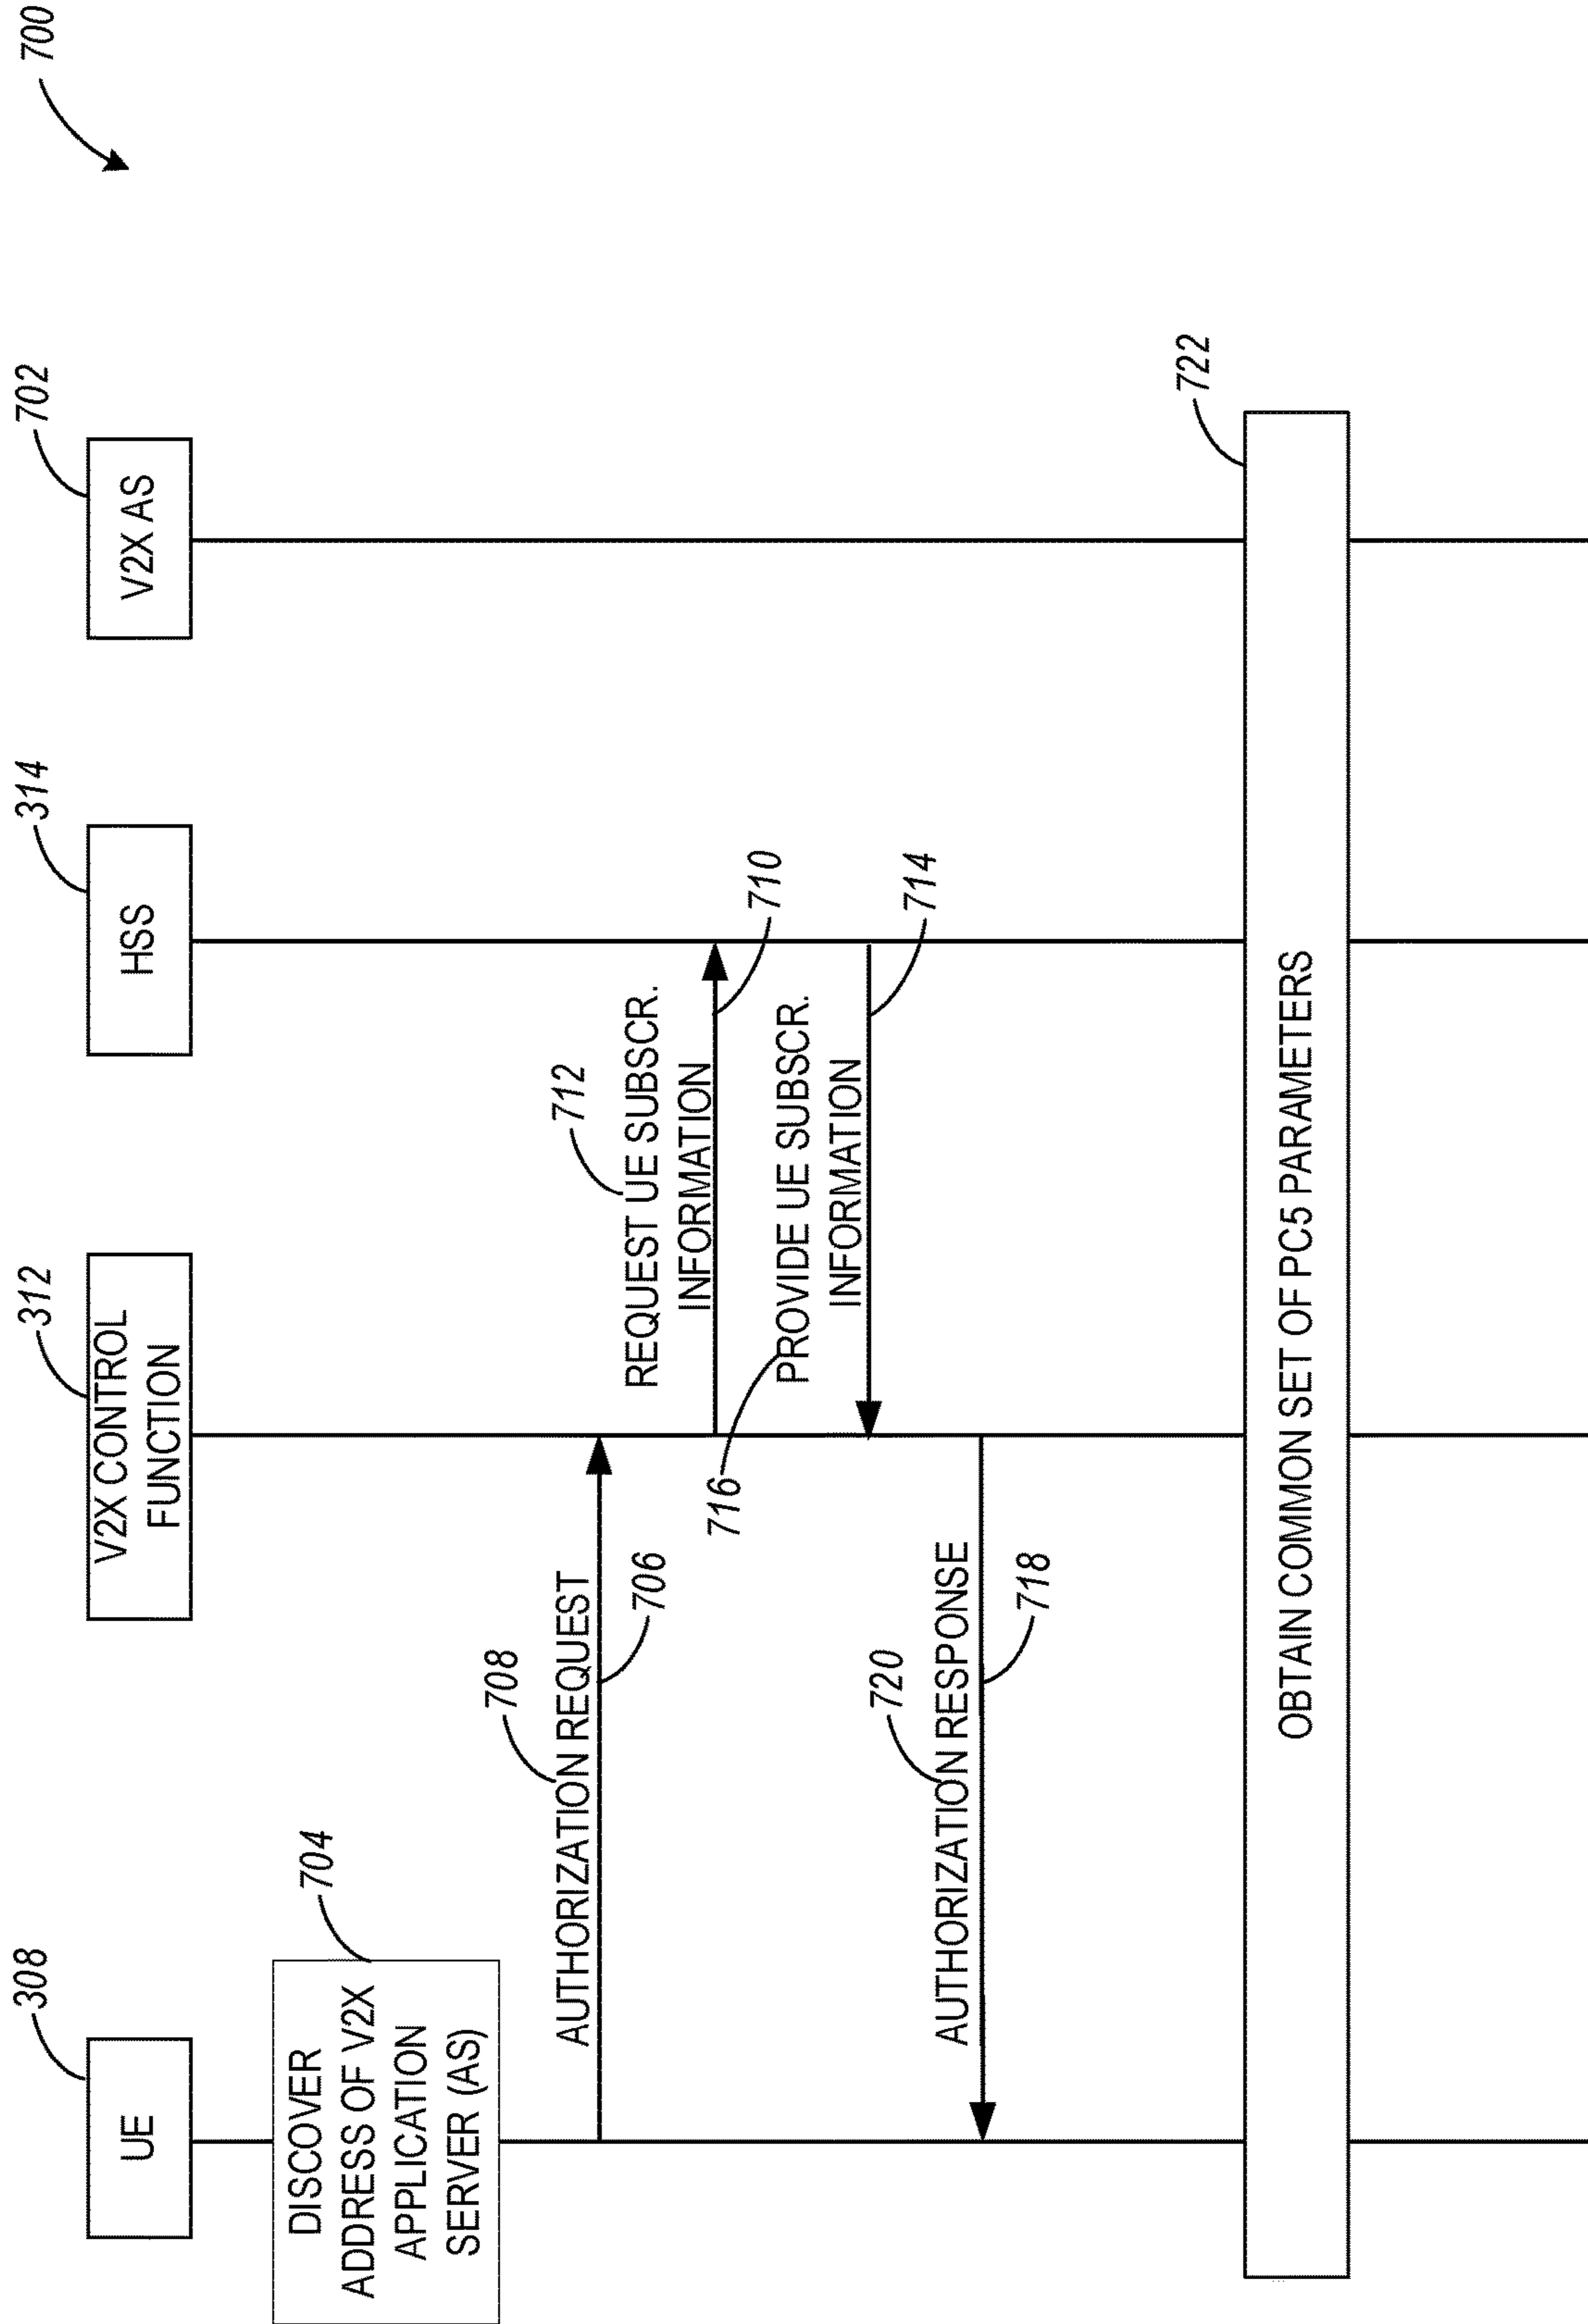 700
308
312
314
702
UE
V2X CONTROL
FUNCTION
HSS
V2X AS
704
DISCOVER
ADDRESS OF V2X
APPLICATION
SERVER (AS)
708
AUTHORIZATION REQUEST
706
712
REQUEST UE SUBSCR.
INFORMATION
710
716
PROVIDE UE SUBSCR.
INFORMATION
714
720
AUTHORIZATION RESPONSE
718
722
OBTAIN COMMON SET OF PC5 PARAMETERS